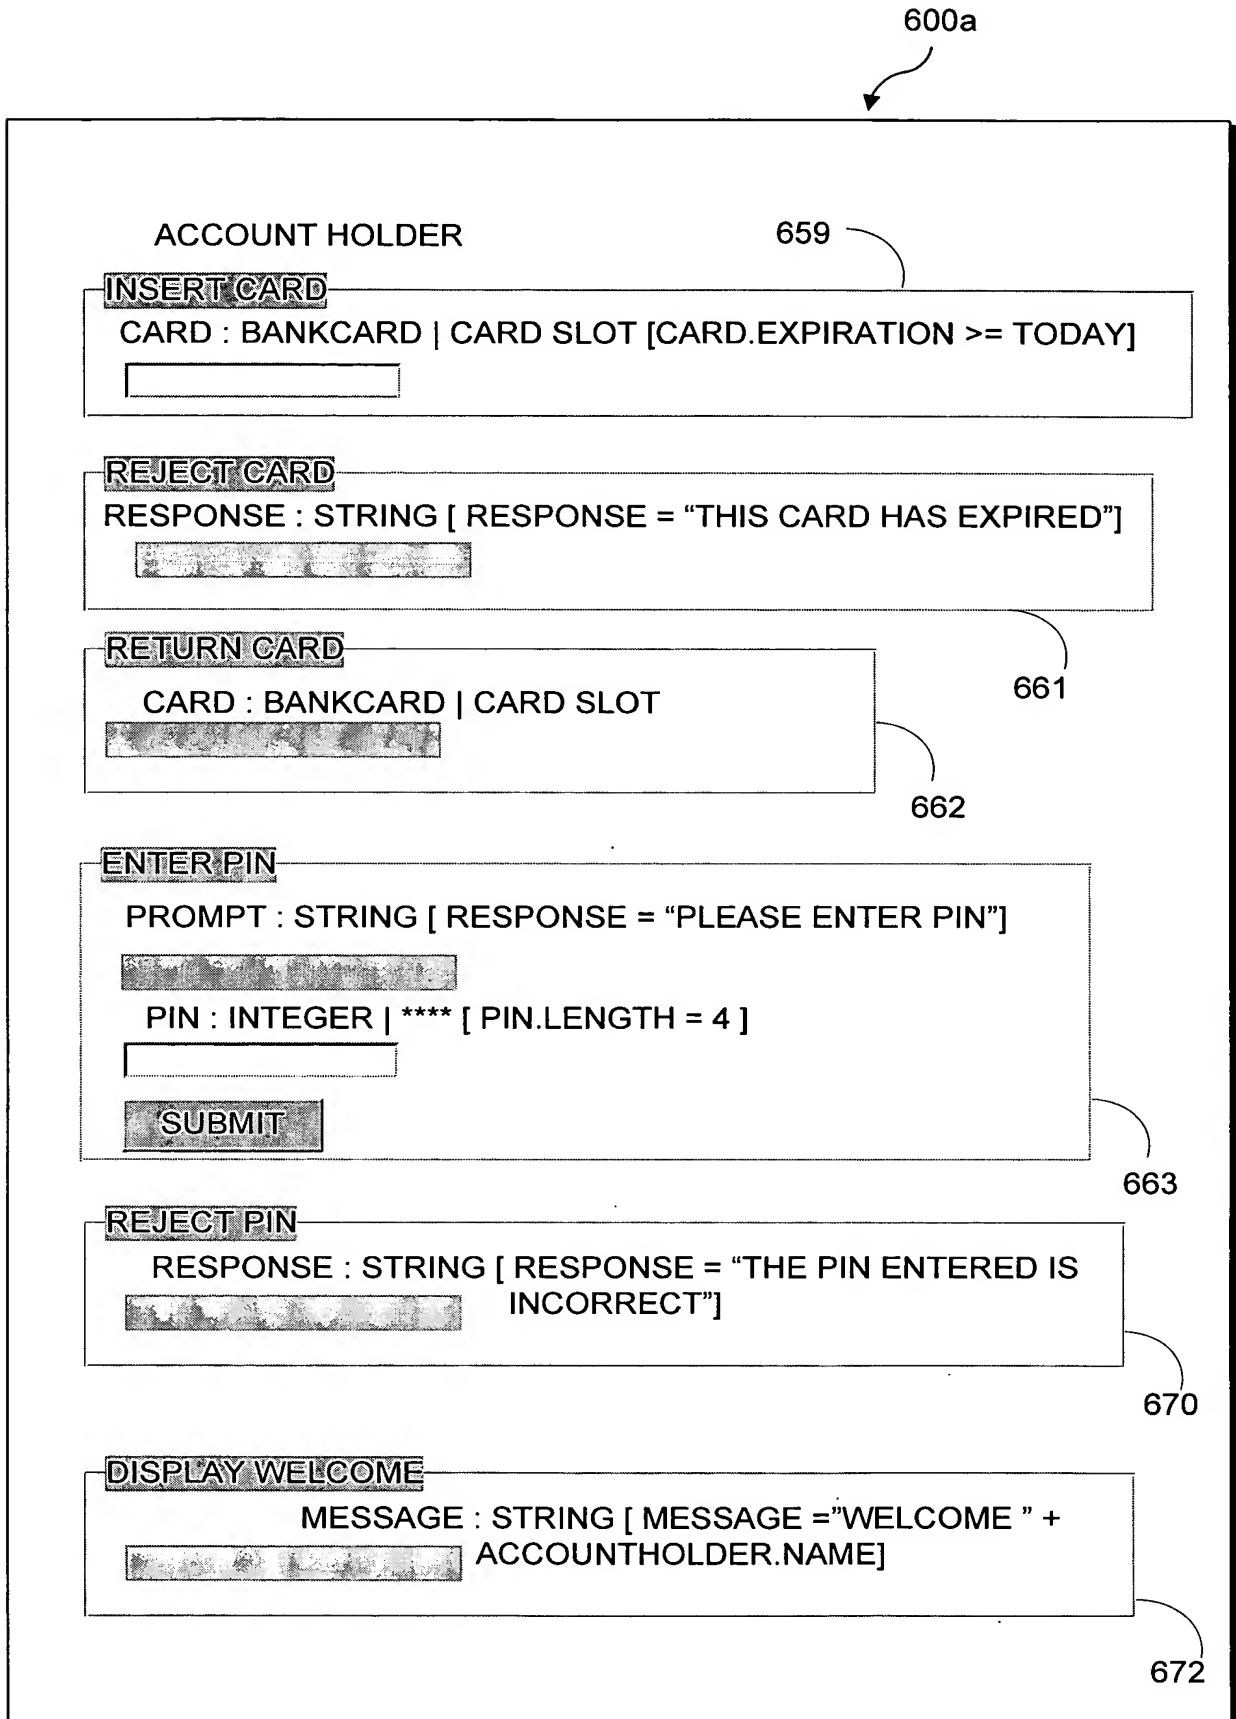 600a
ACCOUNT HOLDER
659
INSERT CARD
CARD : BANKCARD | CARD SLOT [CARD.EXPIRATION >= TODAY]
REJECT CARD
RESPONSE : STRING [ RESPONSE = “THIS CARD HAS EXPIRED”]
661
RETURN CARD
CARD : BANKCARD | CARD SLOT
662
ENTER PIN
PROMPT : STRING [ RESPONSE = “PLEASE ENTER PIN”]
PIN : INTEGER | **** [ PIN.LENGTH = 4 ]
SUBMIT
663
REJECT PIN
RESPONSE : STRING [ RESPONSE = “THE PIN ENTERED IS
INCORRECT”]
670
DISPLAY WELCOME
MESSAGE : STRING [ MESSAGE =”WELCOME ” +
ACCOUNTHOLDER.NAME]
672